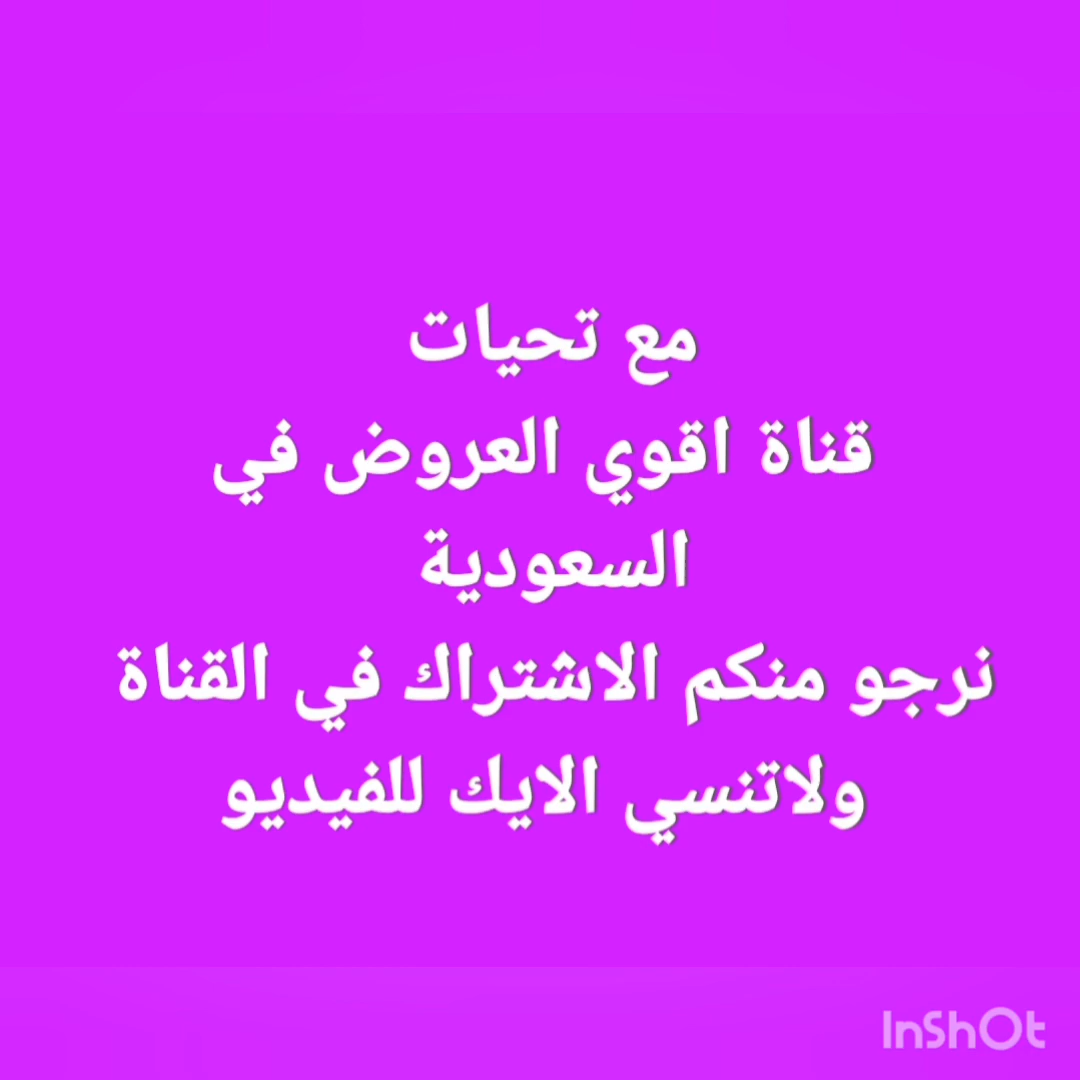 مع تحيات
قناة اقوي العروض في
السعودية
نرجو منكم الاشتراك في القناة
ولاتنسي الايك للفيديو
InShOt